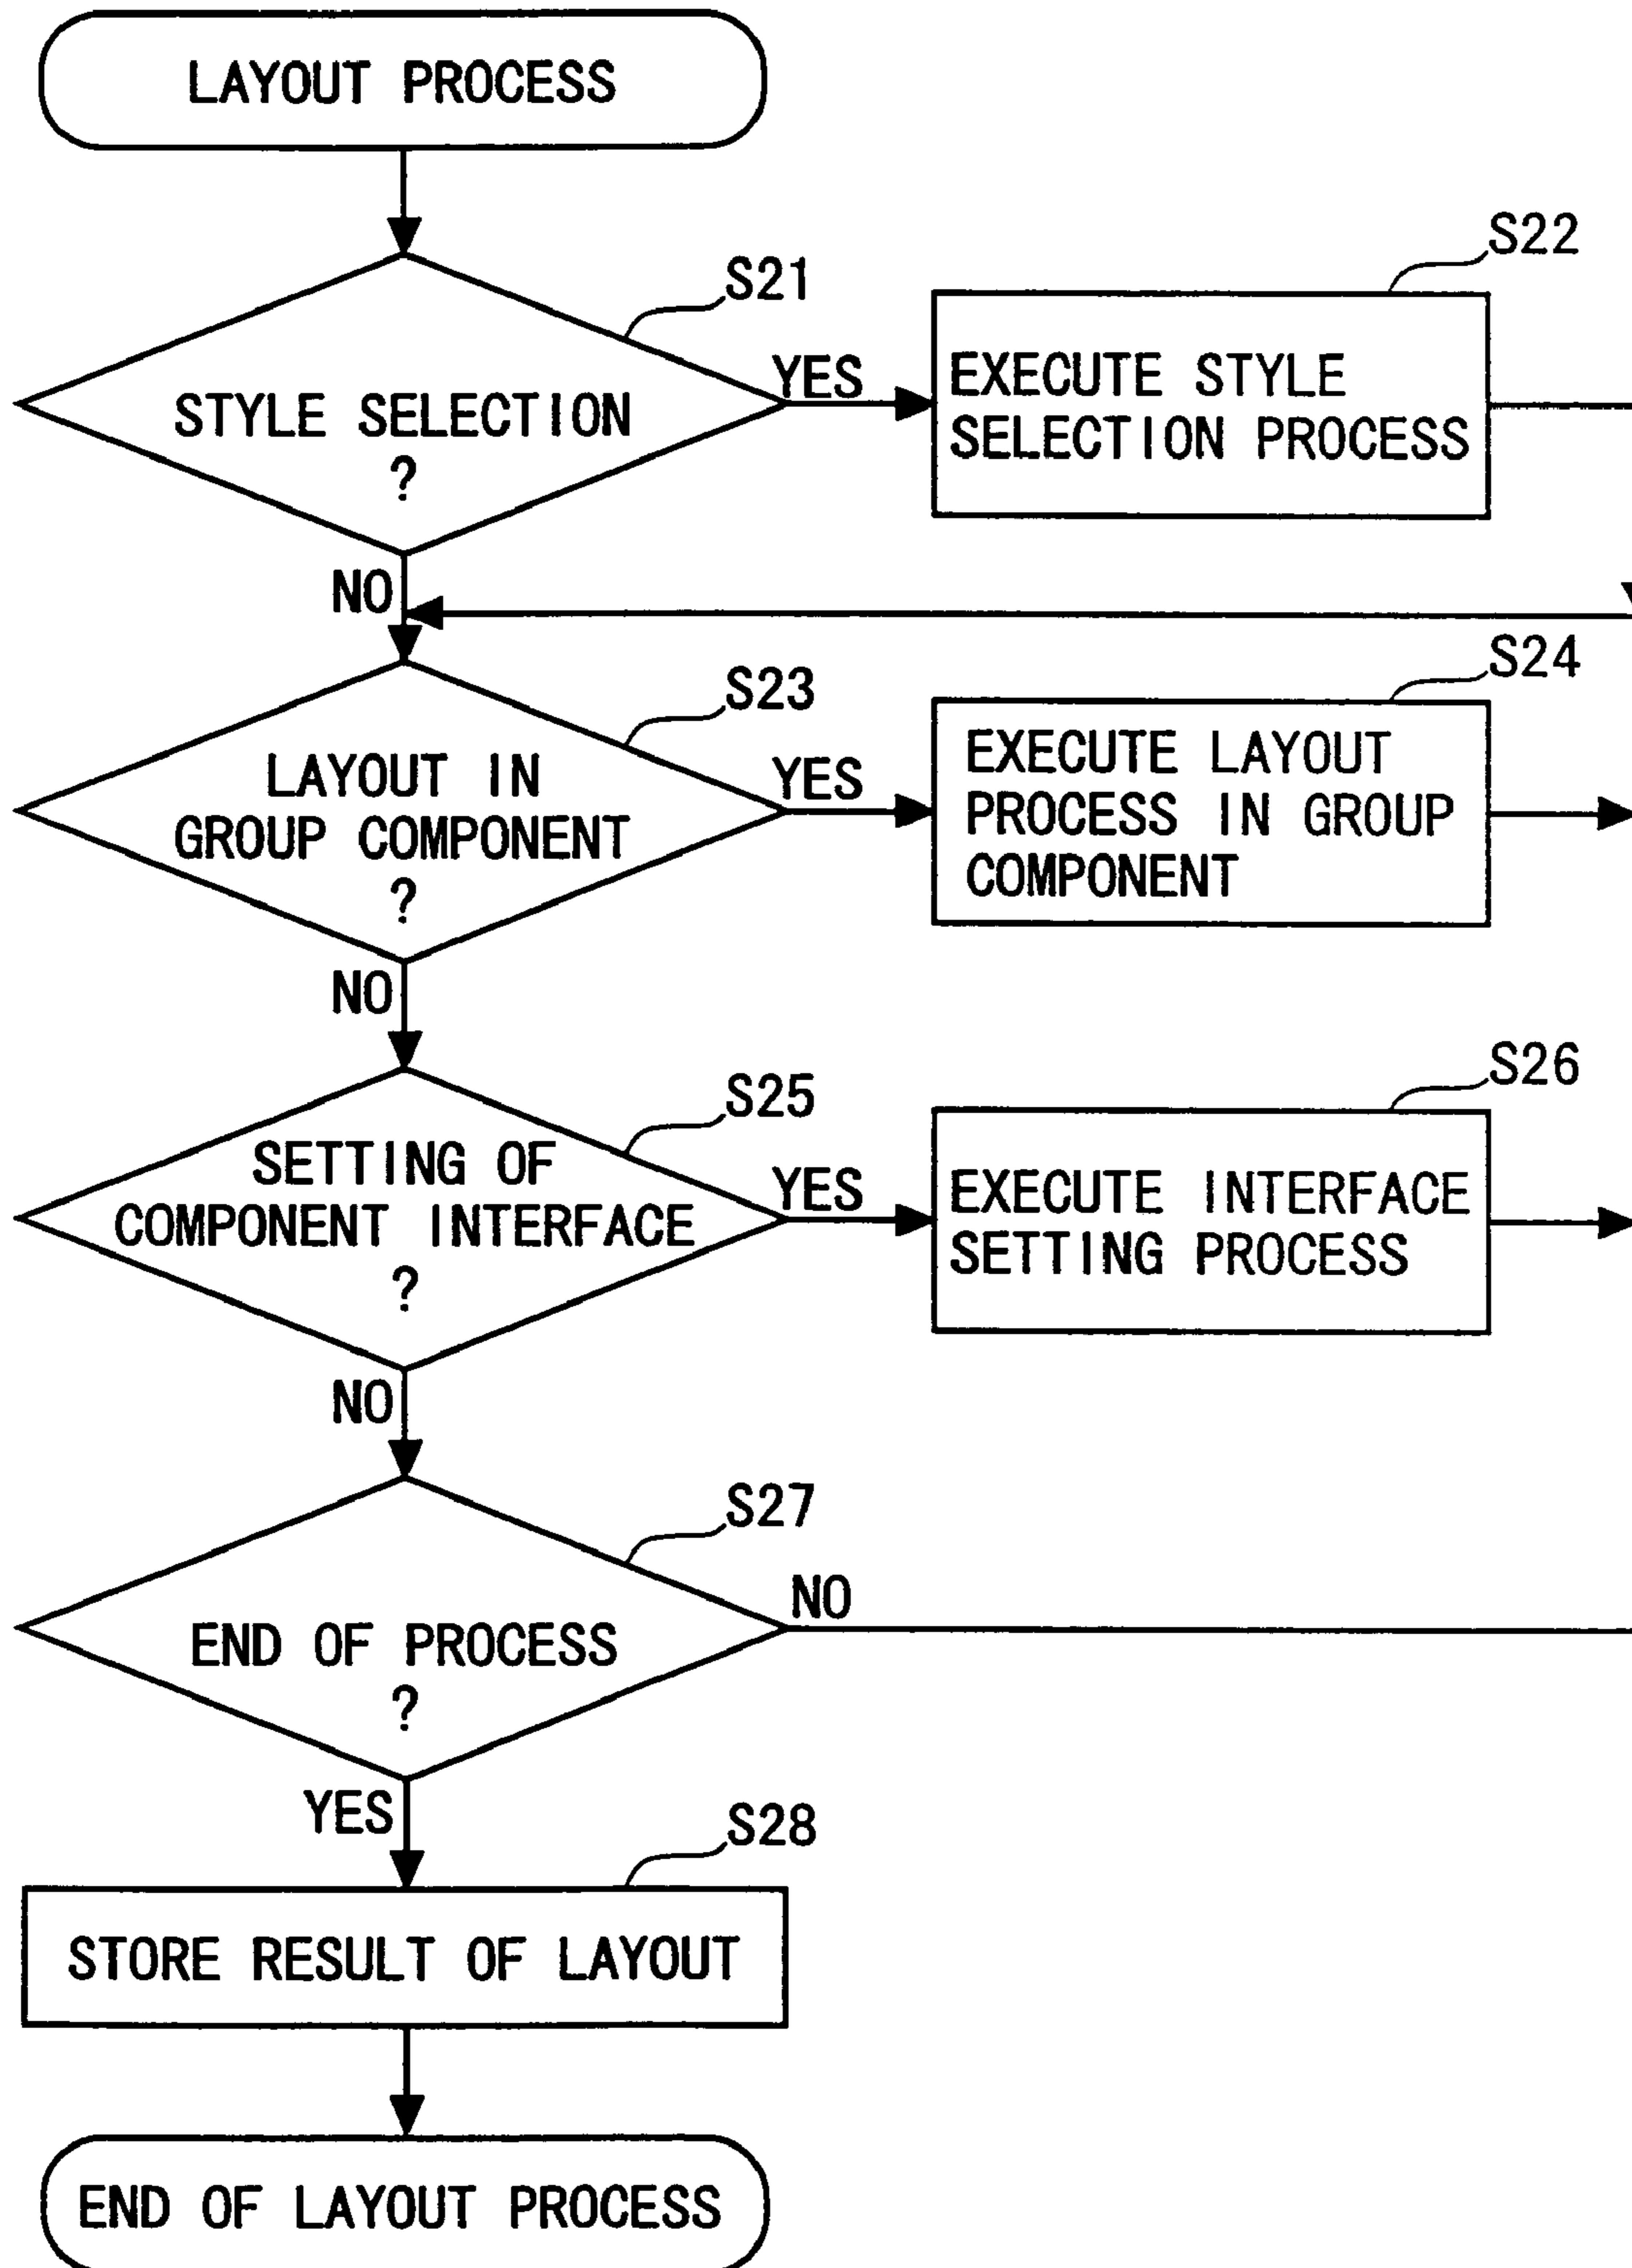 LAYOUT PROCESS
S21
S22
STYLE SELECTION
?
YES
EXECUTE STYLE
SELECTION PROCESS
NO
S23
S24
LAYOUT IN
GROUP COMPONENT
?
YES
EXECUTE LAYOUT
PROCESS IN GROUP
COMPONENT
NO
S25
S26
SETTING OF
COMPONENT INTERFACE
?
YES
EXECUTE INTERFACE
SETTING PROCESS
NO
S27
END OF PROCESS
?
NO
YES
S28
STORE RESULT OF LAYOUT
END OF LAYOUT PROCESS